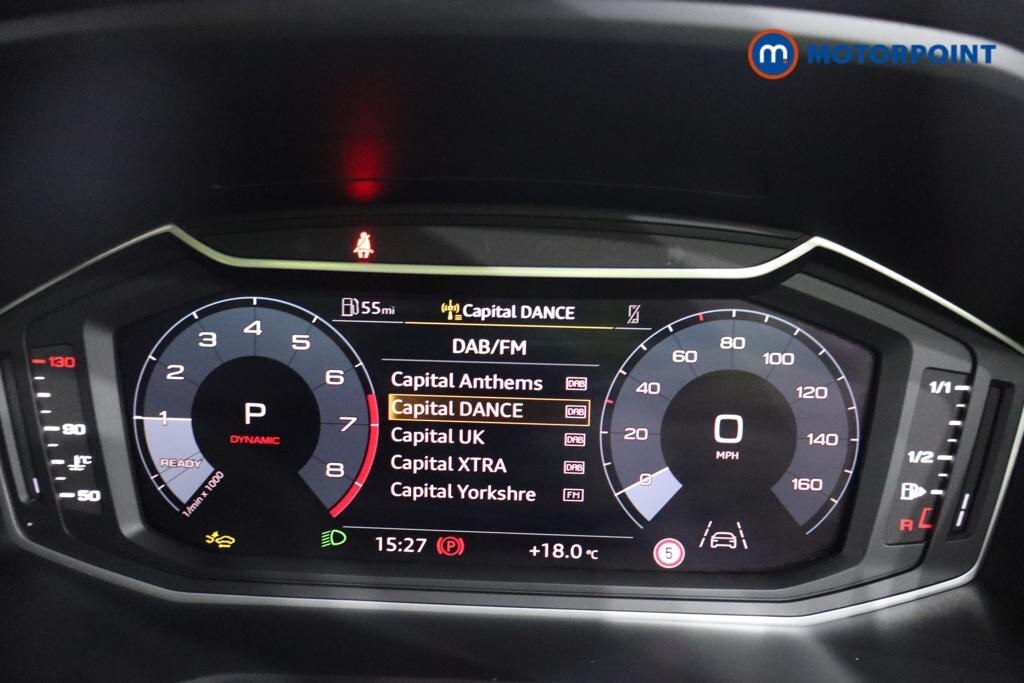 m. MOTORPOINT
55mi Capital DANCE
DAB/FM
Capital Anthems DAB
Capital DANCE DAB
Capital UK DAB
Capital XTRA DAB
Capital Yorkshre FM
15:27 P +18.0 °C
130
90
°C
50
1
2
3
4
5
6
7
8
P
DYNAMIC
READY
1/min x 1000
0
20
40
60
80
100
120
140
160
0
MPH
5
1/1
1/2
R